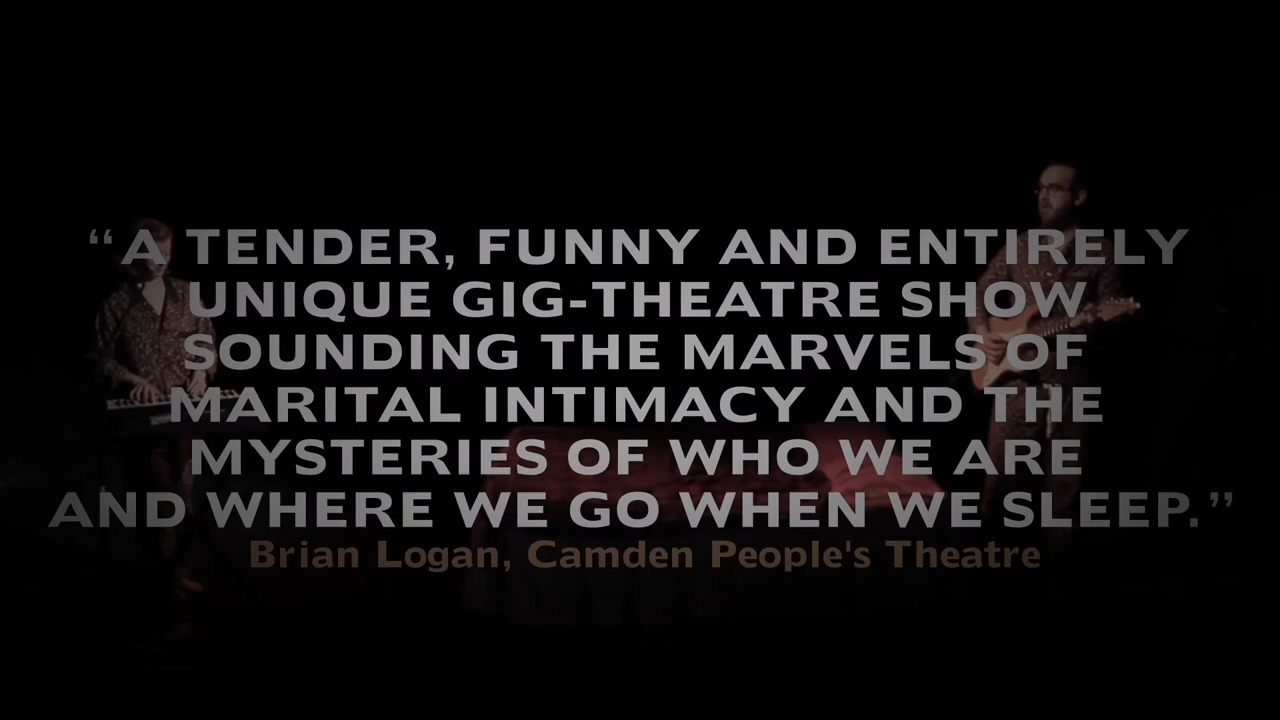 “A TENDER, FUNNY AND ENTIRELY
UNIQUE GIG-THEATRE SHOW
SOUNDING THE MARVELS OF
MARITAL INTIMACY AND THE
MYSTERIES OF WHO WE ARE
AND WHERE WE GO WHEN WE SLEEP.”
Brian Logan, Camden People's Theatre